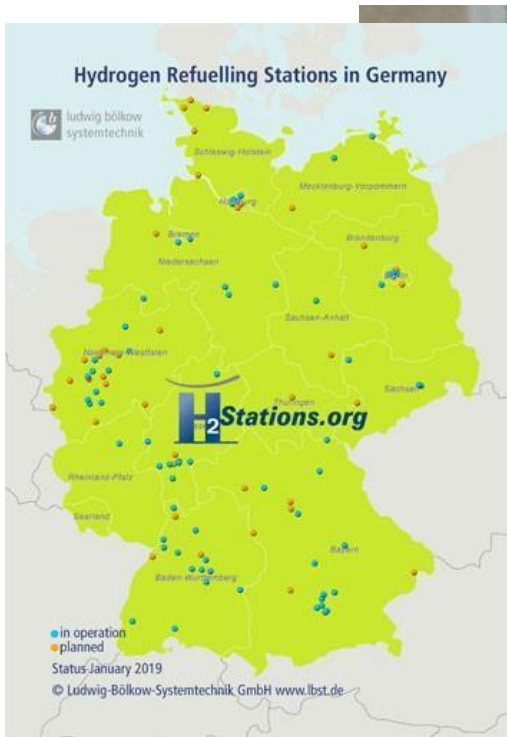 Hydrogen Refuelling Stations in Germany
ludwig bölkow
systemtechnik
Schleswig-Holstein
Mecklenburg-Vorpommern
Hamburg
Bremen
Brandenburg
Niedersachsen
Berlin
Sachsen-Anhalt
Nordrhein-Westfalen
Sachsen
Thüringen
H2Stations.org
Rheinland-Pfalz
Saarland
Bayern
Baden-Württemberg
in operation
planned
Status January 2019
© Ludwig-Bölkow-Systemtechnik GmbH www.lbst.de